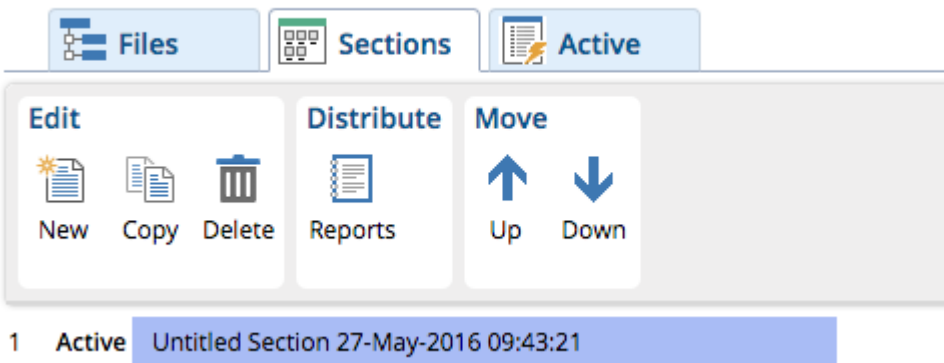 Files Sections Active
Edit Distribute Move
New Copy Delete Reports Up Down
1 Active Untitled Section 27-May-2016 09:43:21